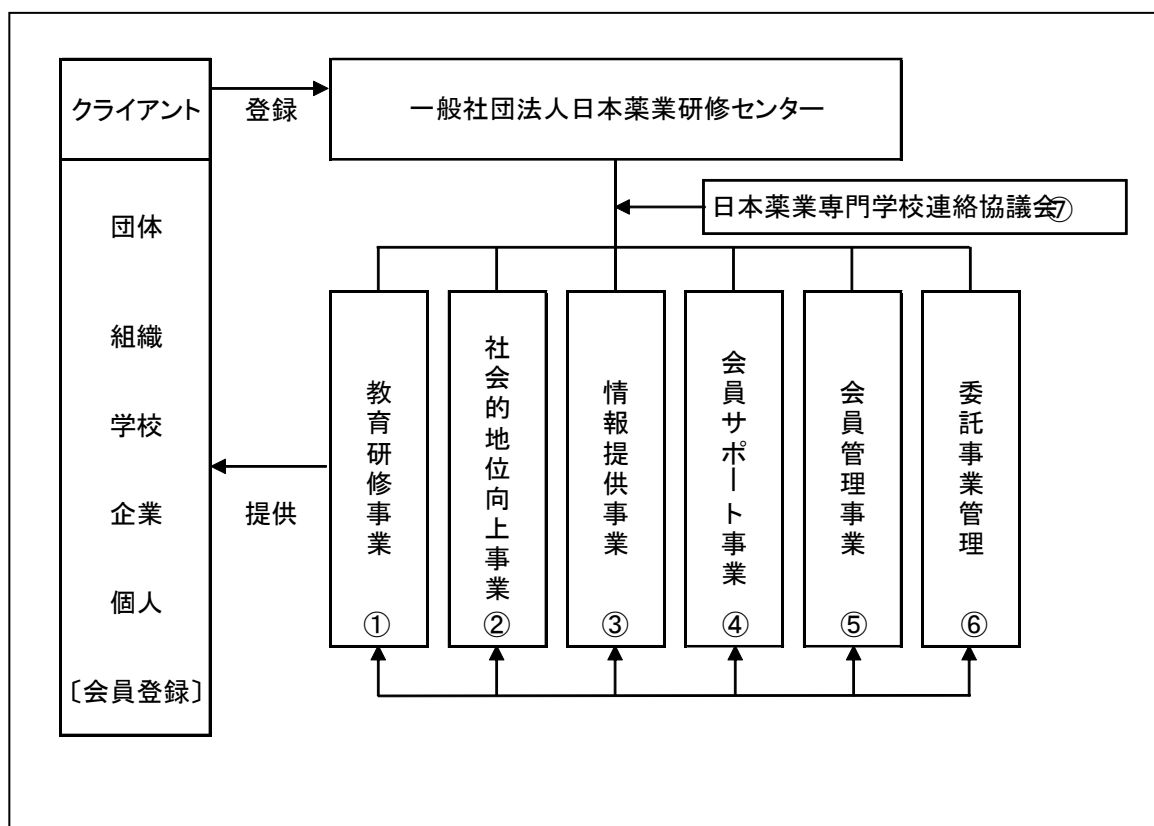 クライアント
登録
一般社団法人日本薬業研修センター
日本薬業専門学校連絡協議会⑦
団体
組織
学校
企業
個人
〔会員登録〕
提供
教育研修事業
①
社会的地位向上事業
②
情報提供事業
③
会員サポート事業
④
会員管理事業
⑤
委託事業管理
⑥